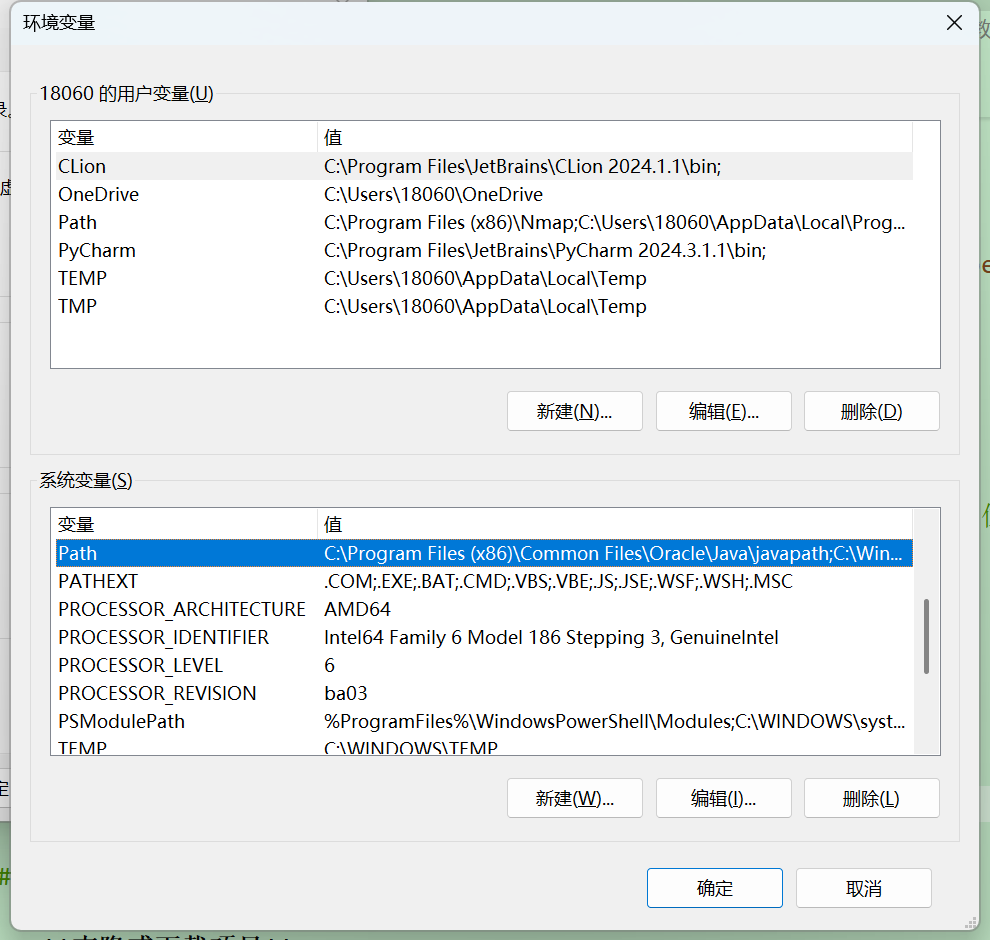 环境变量
18060 的用户变量(U)
变量 值
CLion C:\Program Files\JetBrains\CLion 2024.1.1\bin;
OneDrive C:\Users\18060\OneDrive
Path C:\Program Files (x86)\Nmap;C:\Users\18060\AppData\Local\Prog...
PyCharm C:\Program Files\JetBrains\PyCharm 2024.3.1.1\bin;
TEMP C:\Users\18060\AppData\Local\Temp
TMP C:\Users\18060\AppData\Local\Temp
新建(N)... 编辑(E)... 删除(D)
系统变量(S)
变量 值
Path C:\Program Files (x86)\Common Files\Oracle\Java\javapath;C:\Win...
PATHEXT .COM;.EXE;.BAT;.CMD;.VBS;.VBE;.JS;.JSE;.WSF;.WSH;.MSC
PROCESSOR_ARCHITECTURE AMD64
PROCESSOR_IDENTIFIER Intel64 Family 6 Model 186 Stepping 3, GenuineIntel
PROCESSOR_LEVEL 6
PROCESSOR_REVISION ba03
PSModulePath %ProgramFiles%\WindowsPowerShell\Modules;C:\WINDOWS\syst...
TEMP C:\WINDOWS\TEMP
新建(W)... 编辑(I)... 删除(L)
确定 取消